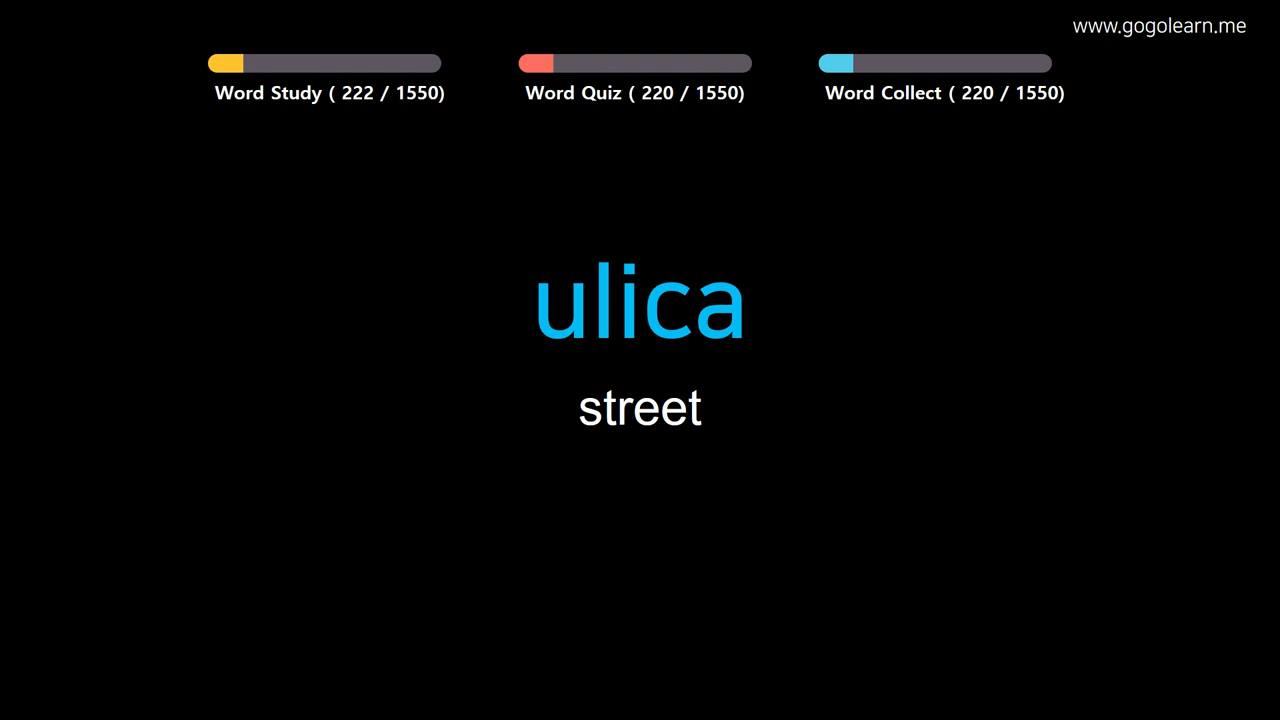 www.gogolearn.me
Word Study ( 222 / 1550)
Word Quiz ( 220 / 1550)
Word Collect ( 220 / 1550)
ulica
street